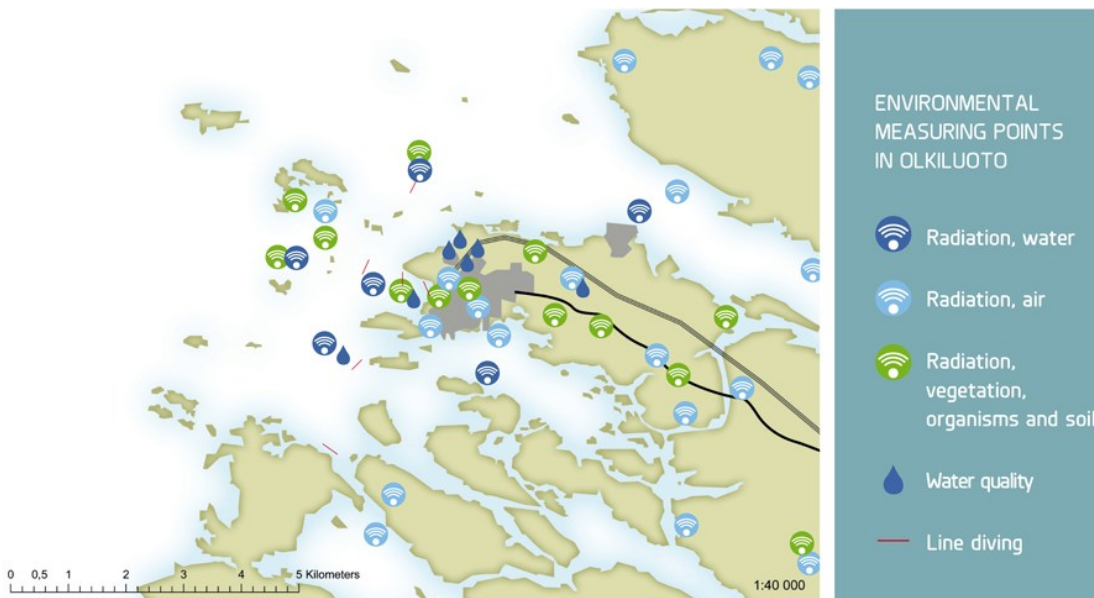 ENVIRONMENTAL
MEASURING POINTS
IN OLKILUOTO
Radiation, water
Radiation, air
Radiation,
vegetation,
organisms and soil
Water quality
Line diving
0 0,5 1 2 3 4 5 Kilometers
1:40 000